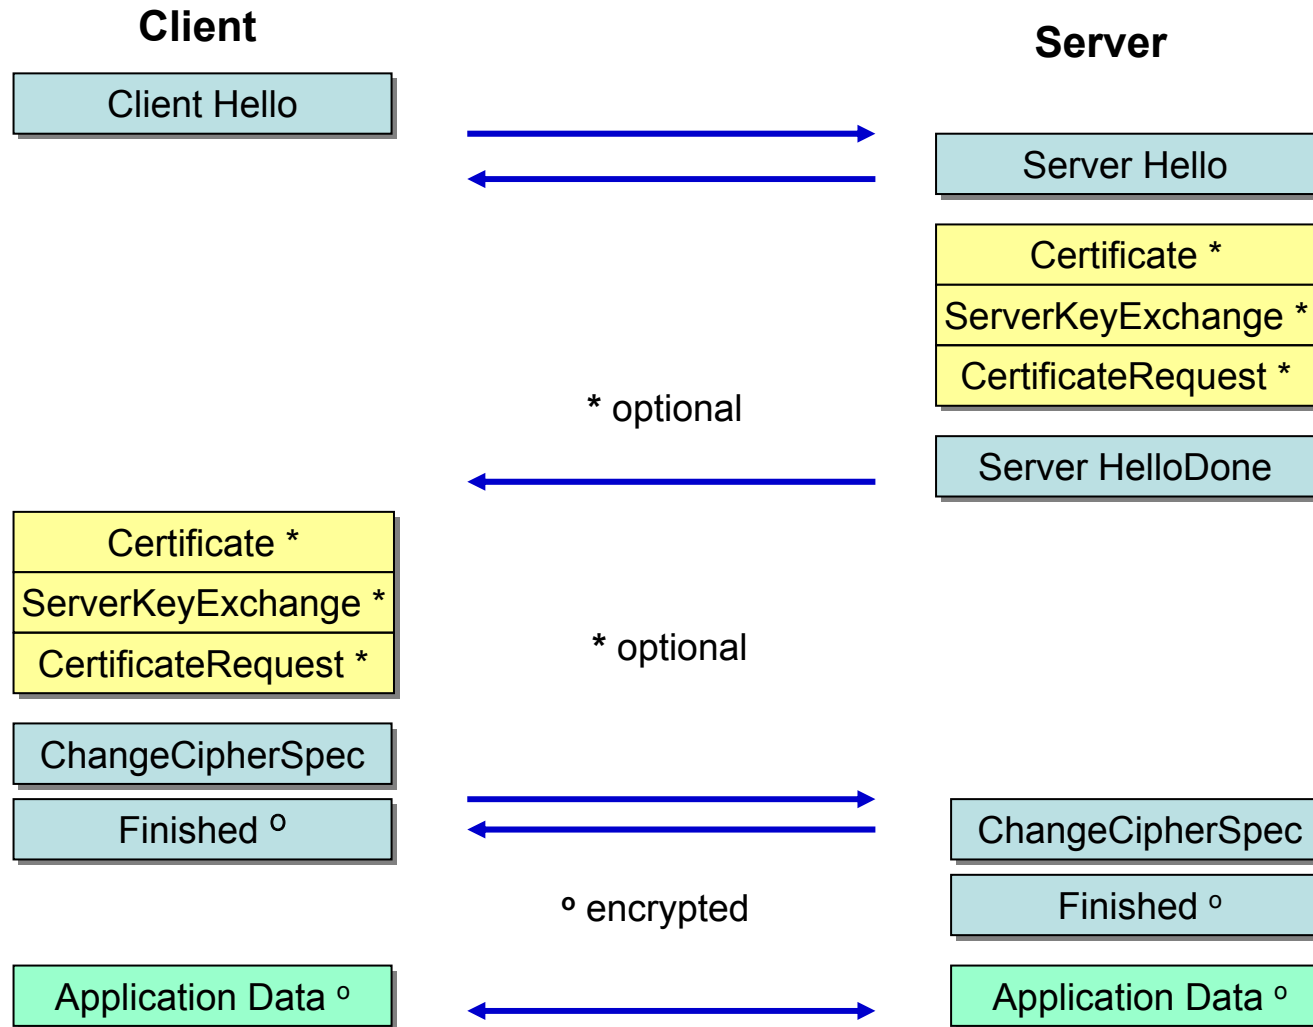 Client
Server
Client Hello
Server Hello
Certificate *
ServerKeyExchange *
CertificateRequest *
* optional
Server HelloDone
Certificate *
ServerKeyExchange *
CertificateRequest *
* optional
ChangeCipherSpec
Finished o
ChangeCipherSpec
o encrypted
Finished o
Application Data o
Application Data o